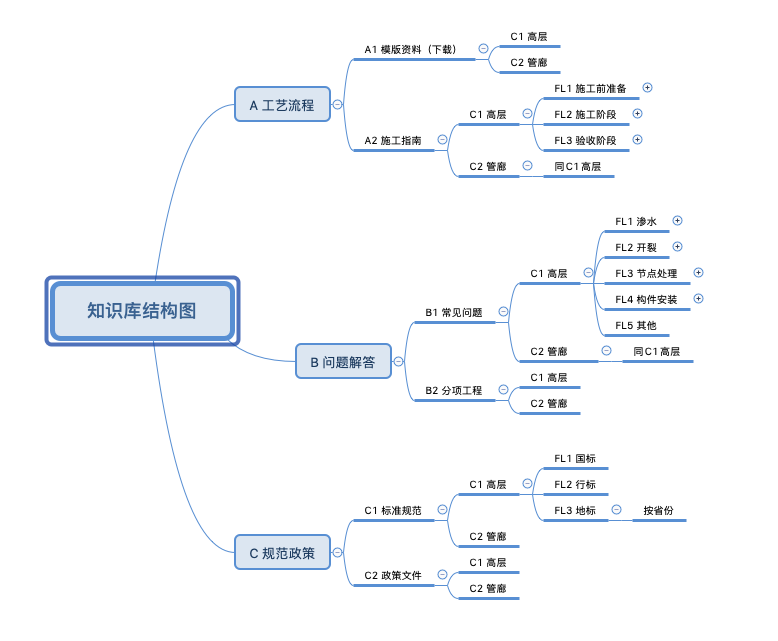 知识库结构图
A 工艺流程
A1 模版资料（下载）
C1 高层
C2 管廊
A2 施工指南
C1 高层
FL1 施工前准备
FL2 施工阶段
FL3 验收阶段
C2 管廊
同C1高层
B 问题解答
B1 常见问题
C1 高层
FL1 渗水
FL2 开裂
FL3 节点处理
FL4 构件安装
FL5 其他
C2 管廊
同C1高层
B2 分项工程
C1 高层
C2 管廊
C 规范政策
C1 标准规范
C1 高层
FL1 国标
FL2 行标
FL3 地标
按省份
C2 管廊
C2 政策文件
C1 高层
C2 管廊